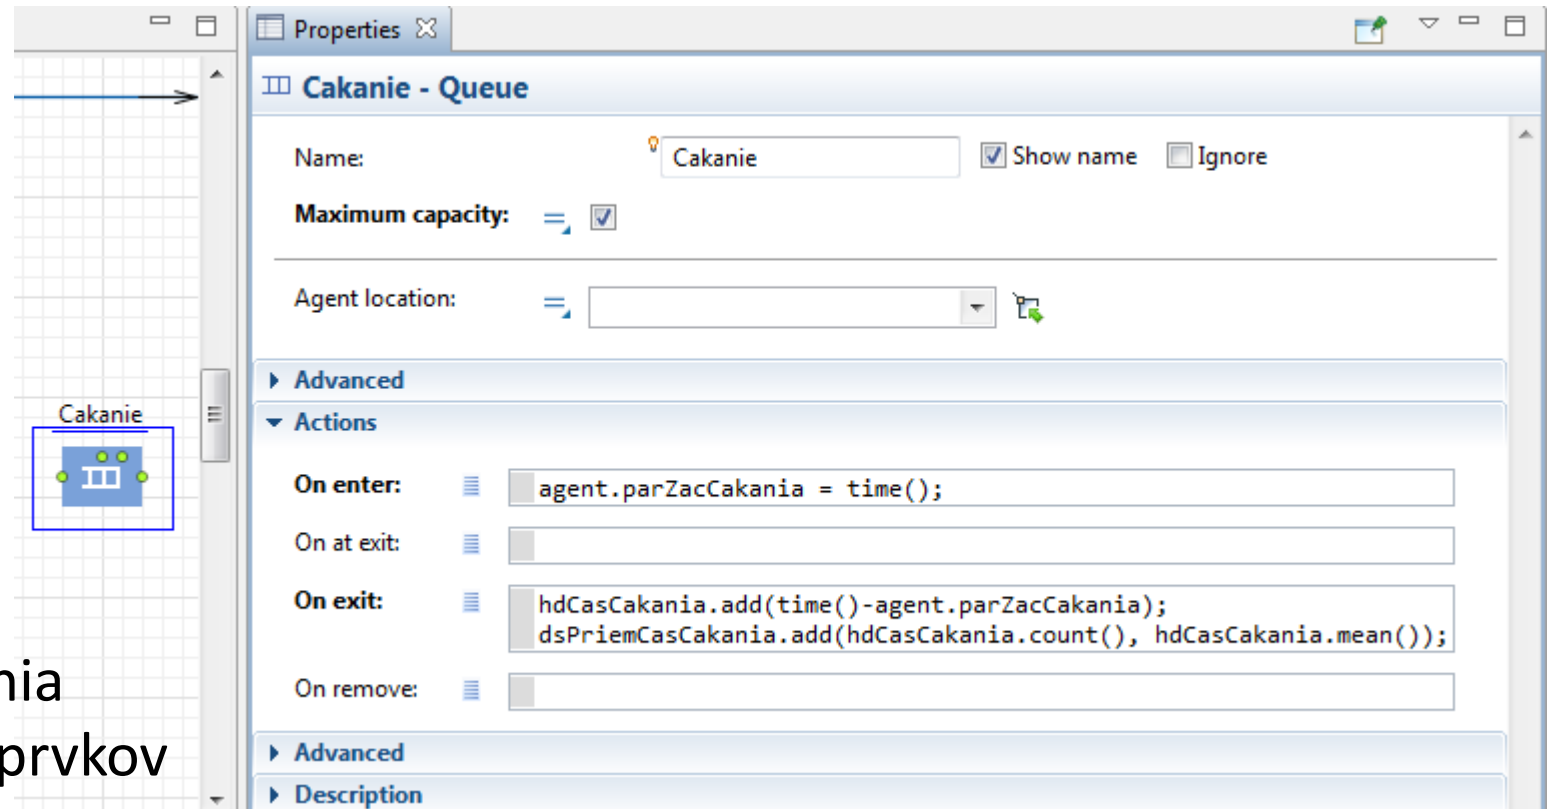 Properties
Cakanie - Queue
Name:
Cakanie
Show name
Ignore
Maximum capacity:
Agent location:
Advanced
Cakanie
Actions
On enter:
agent.parZacCakania = time();
On at exit:
On exit:
hdCasCakania.add(time()-agent.parZacCakania);
dsPriemCasCakania.add(hdCasCakania.count(), hdCasCakania.mean());
On remove:
prvkov
Advanced
Description